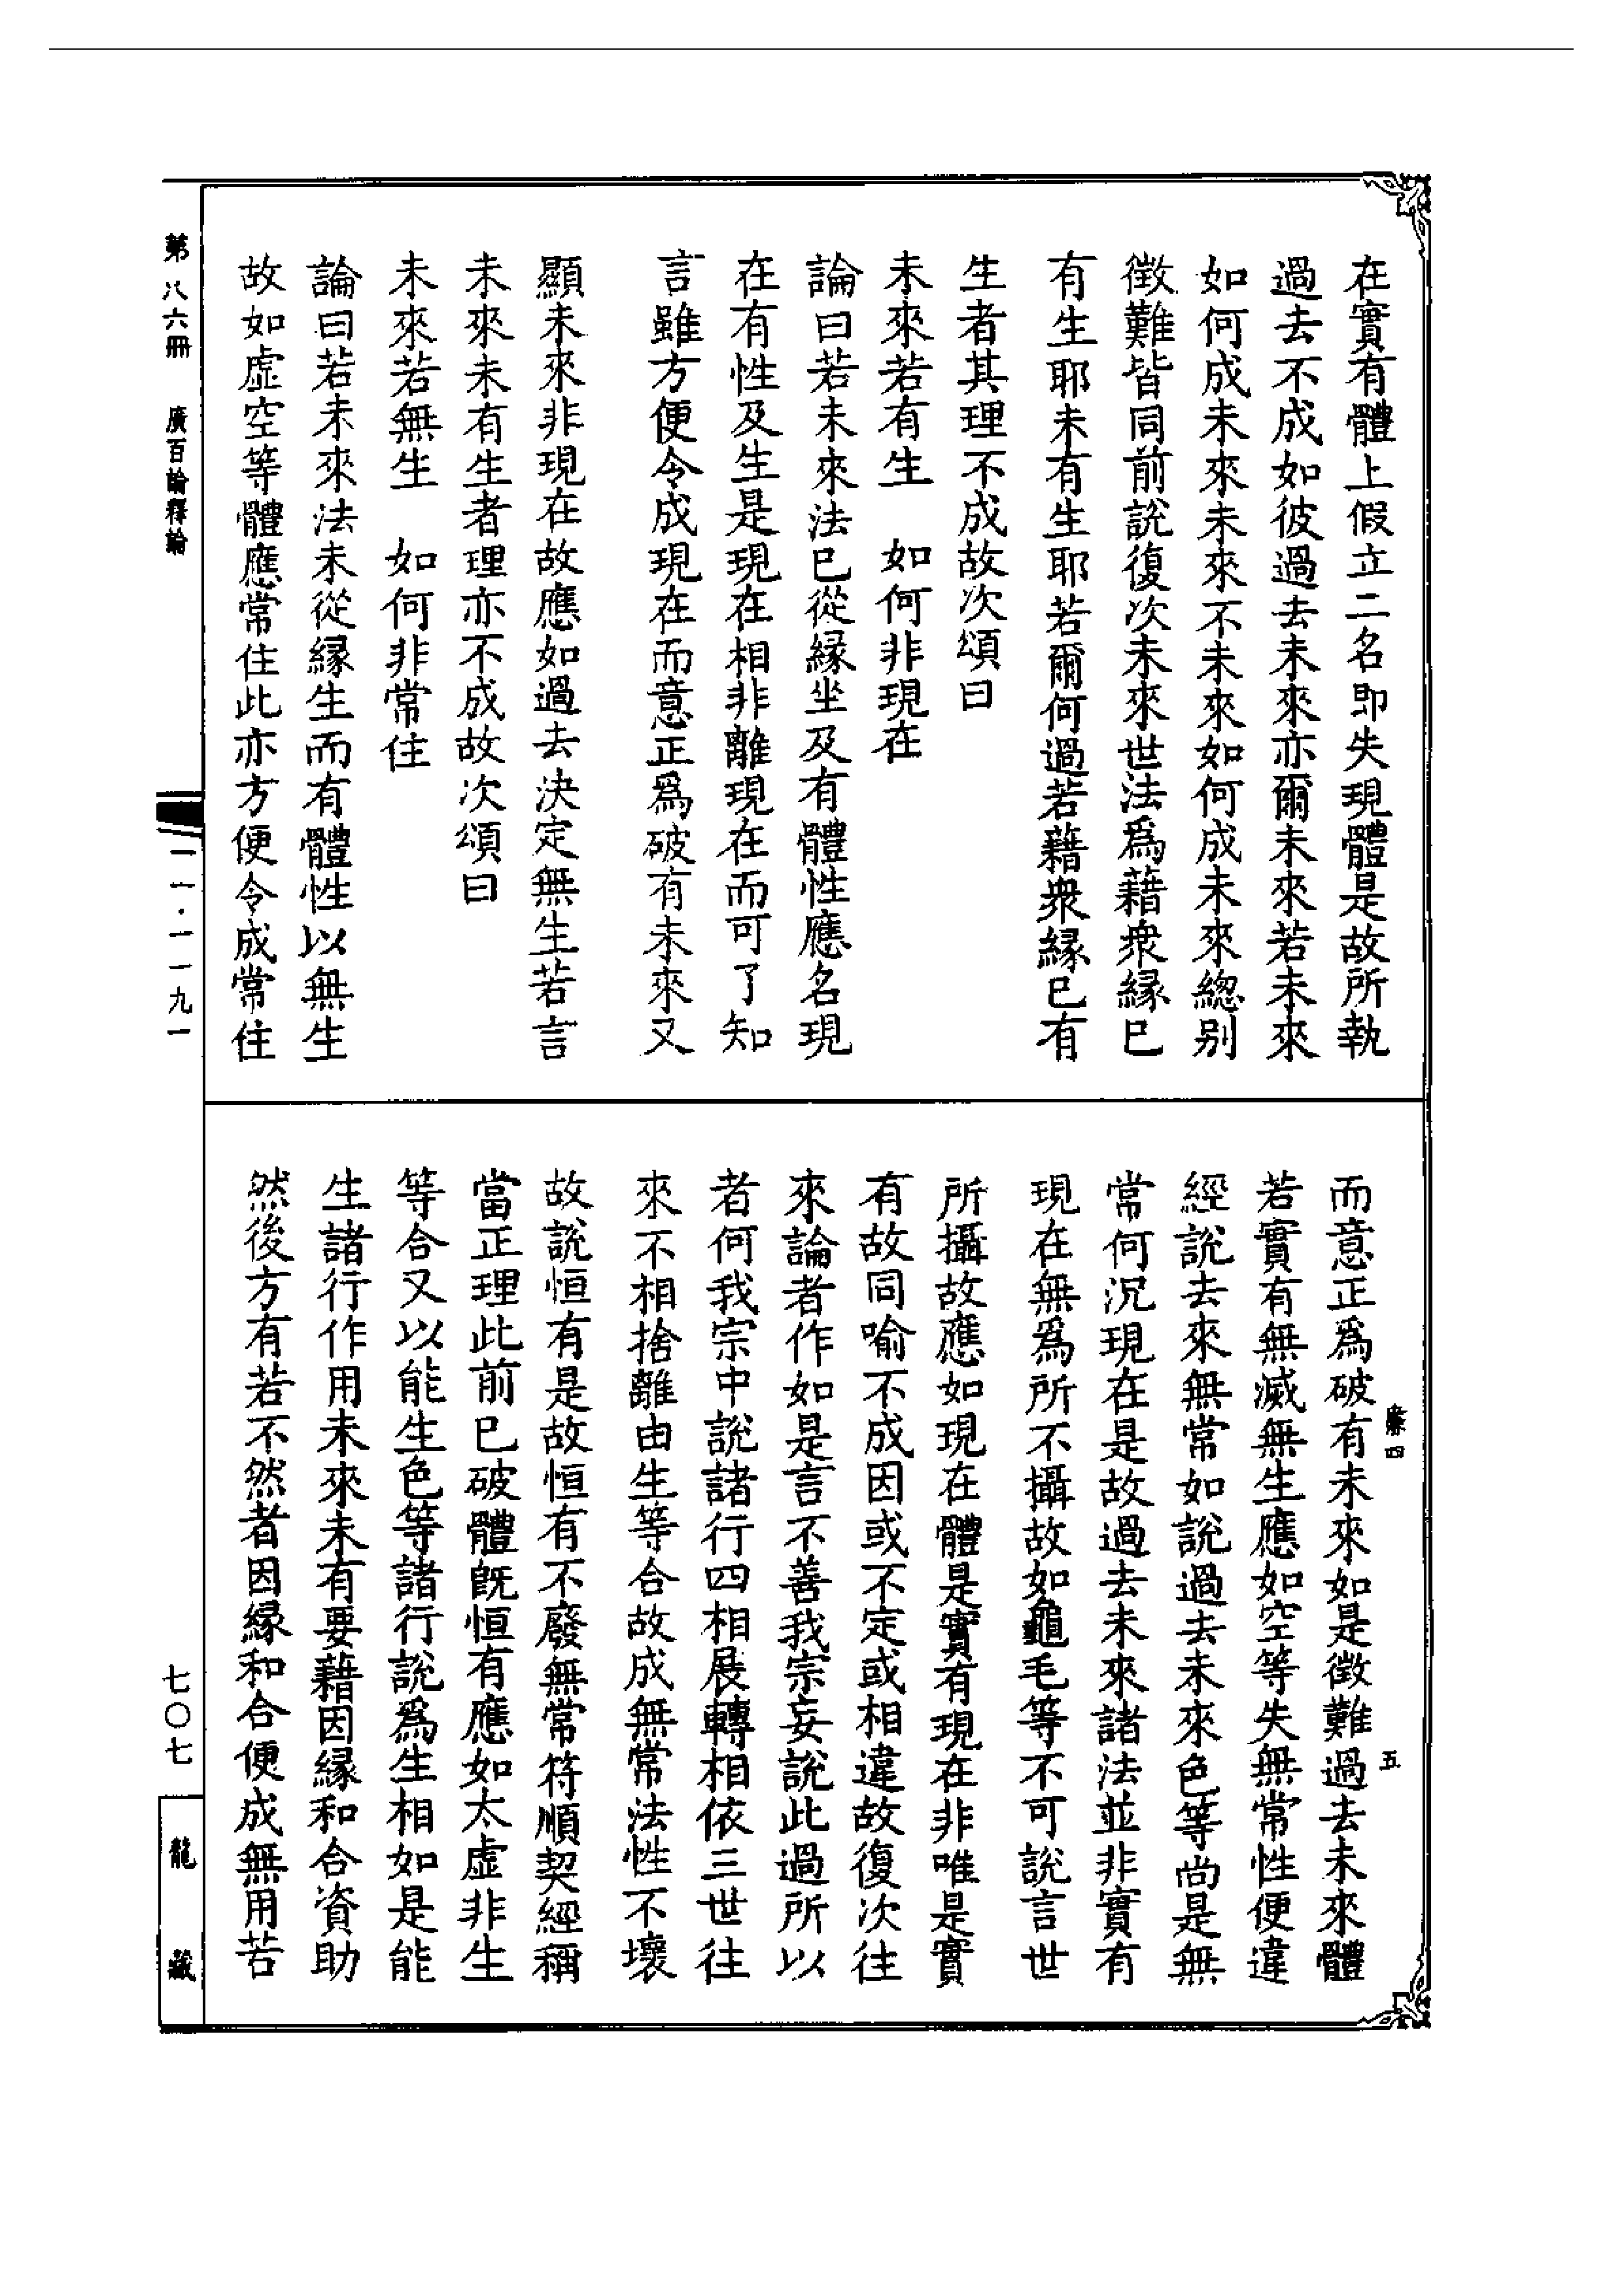 在實有體上假立二名即失現體是故所執
過去不成如彼過去未來亦爾未來若未來
如何成未來未來不未來如何成未來總別
徵難皆同前說復次未來世法爲藉衆緣已
有生耶未有生耶若爾何過若藉衆緣已有
生者其理不成故次頌曰
未來若有生　如何非現在
論曰若未來法已從緣生及有體性應名現
在有性及生是現在相非離現在而可了知
言雖方便令成現在而意正爲破有未來又
顯未來非現在故應如過去決定無生若言
未來未有生者理亦不成故次頌曰
未來若無生　如何非常住
論曰若未來法未從緣生而有體性以無生
故如虛空等體應常住此亦方便令成常住
而意正爲破有未來如是徵難過去未來體
若實有無滅無生應如空等失無常性便違
經說去來無常如說過去未來色等尚是無
常何況現在是故過去未來諸法並非實有
現在無爲所不攝故如龜毛等不可說言世
所攝故應如現在體是實有現在非唯是實
有故同喻不成因或不定或相違故復次往
來論者作如是言不善我宗妄說此過所以
者何我宗中說諸行四相展轉相依三世往
來不相捨離由生等合故成無常法性不壞
故說恒有是故恒有不廢無常符順契經稱
當正理此前已破體旣恒有應如太虛非生
等合又以能生色等諸行說爲生相如是能
生諸行作用未來未有要藉因緣和合資助
然後方有若不然者因緣和合便成無用若
四
五
第八六冊　廣百論釋論
一一·一一九一
七〇七
龍藏